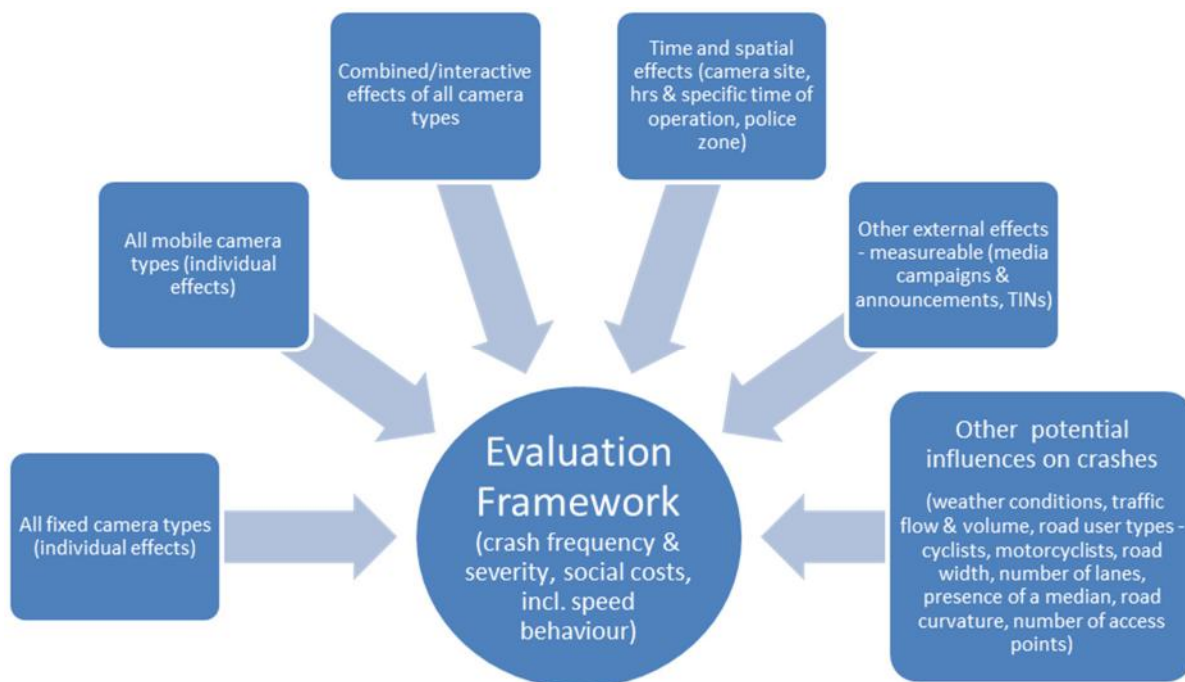 Combined/interactive
effects of all camera
types
Time and spatial
effects (camera site,
hrs & specific time of
operation, police
zone)
All mobile camera
types (individual
effects)
Other external effects
- measureable (media
campaigns &
announcements, TINs)
All fixed camera types
(individual effects)
Evaluation
Framework
(crash frequency &
severity, social costs,
incl. speed
behaviour)
Other potential
influences on crashes
(weather conditions, traffic
flow & volume, road user types -
cyclists, motorcyclists, road
width, number of lanes,
presence of a median, road
curvature, number of access
points)